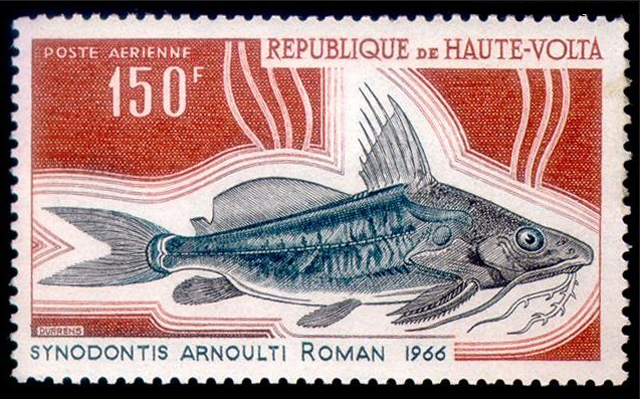 POSTE AERIENNE
150F
REPUBLIQUE DE HAUTE-VOLTA
DURRENS
SYNODONTIS ARNOULTI ROMAN 1966